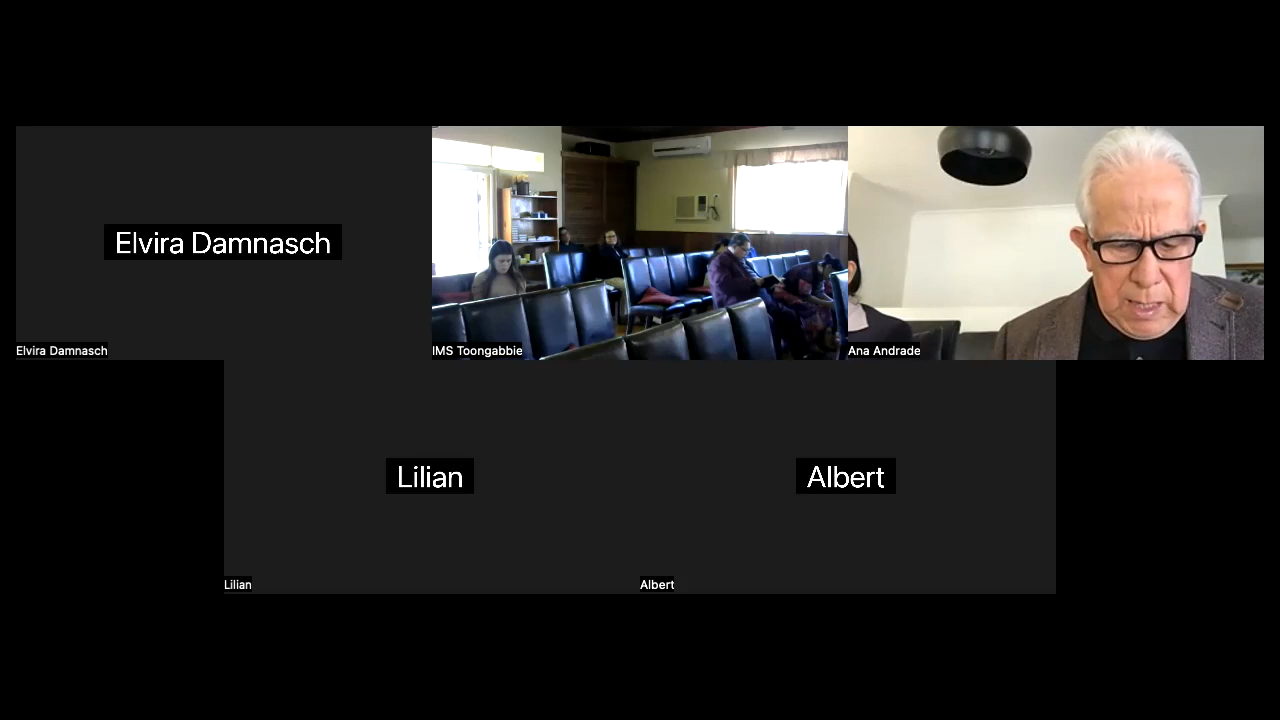 Elvira Damnasch
Elvira Damnasch
IMS Toongabbie
Ana Andrade
Lilian
Albert
Lilian
Albert